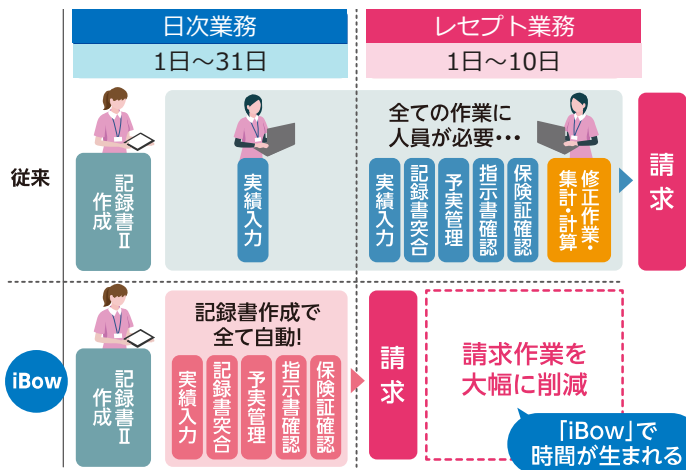 日次業務
レセプト業務
1日～31日
1日～10日
従来
記録書Ⅱ
作成
実績入力
全ての作業に
人員が必要･･･
実績入力
記録書突合
予実管理
指示書確認
保険証確認
修正作業・
集計・計算
請求
iBow
記録書Ⅱ
作成
記録書作成で
全て自動!
実績入力
記録書突合
予実管理
指示書確認
保険証確認
請求
請求作業を
大幅に削減
「iBow」で
時間が生まれる